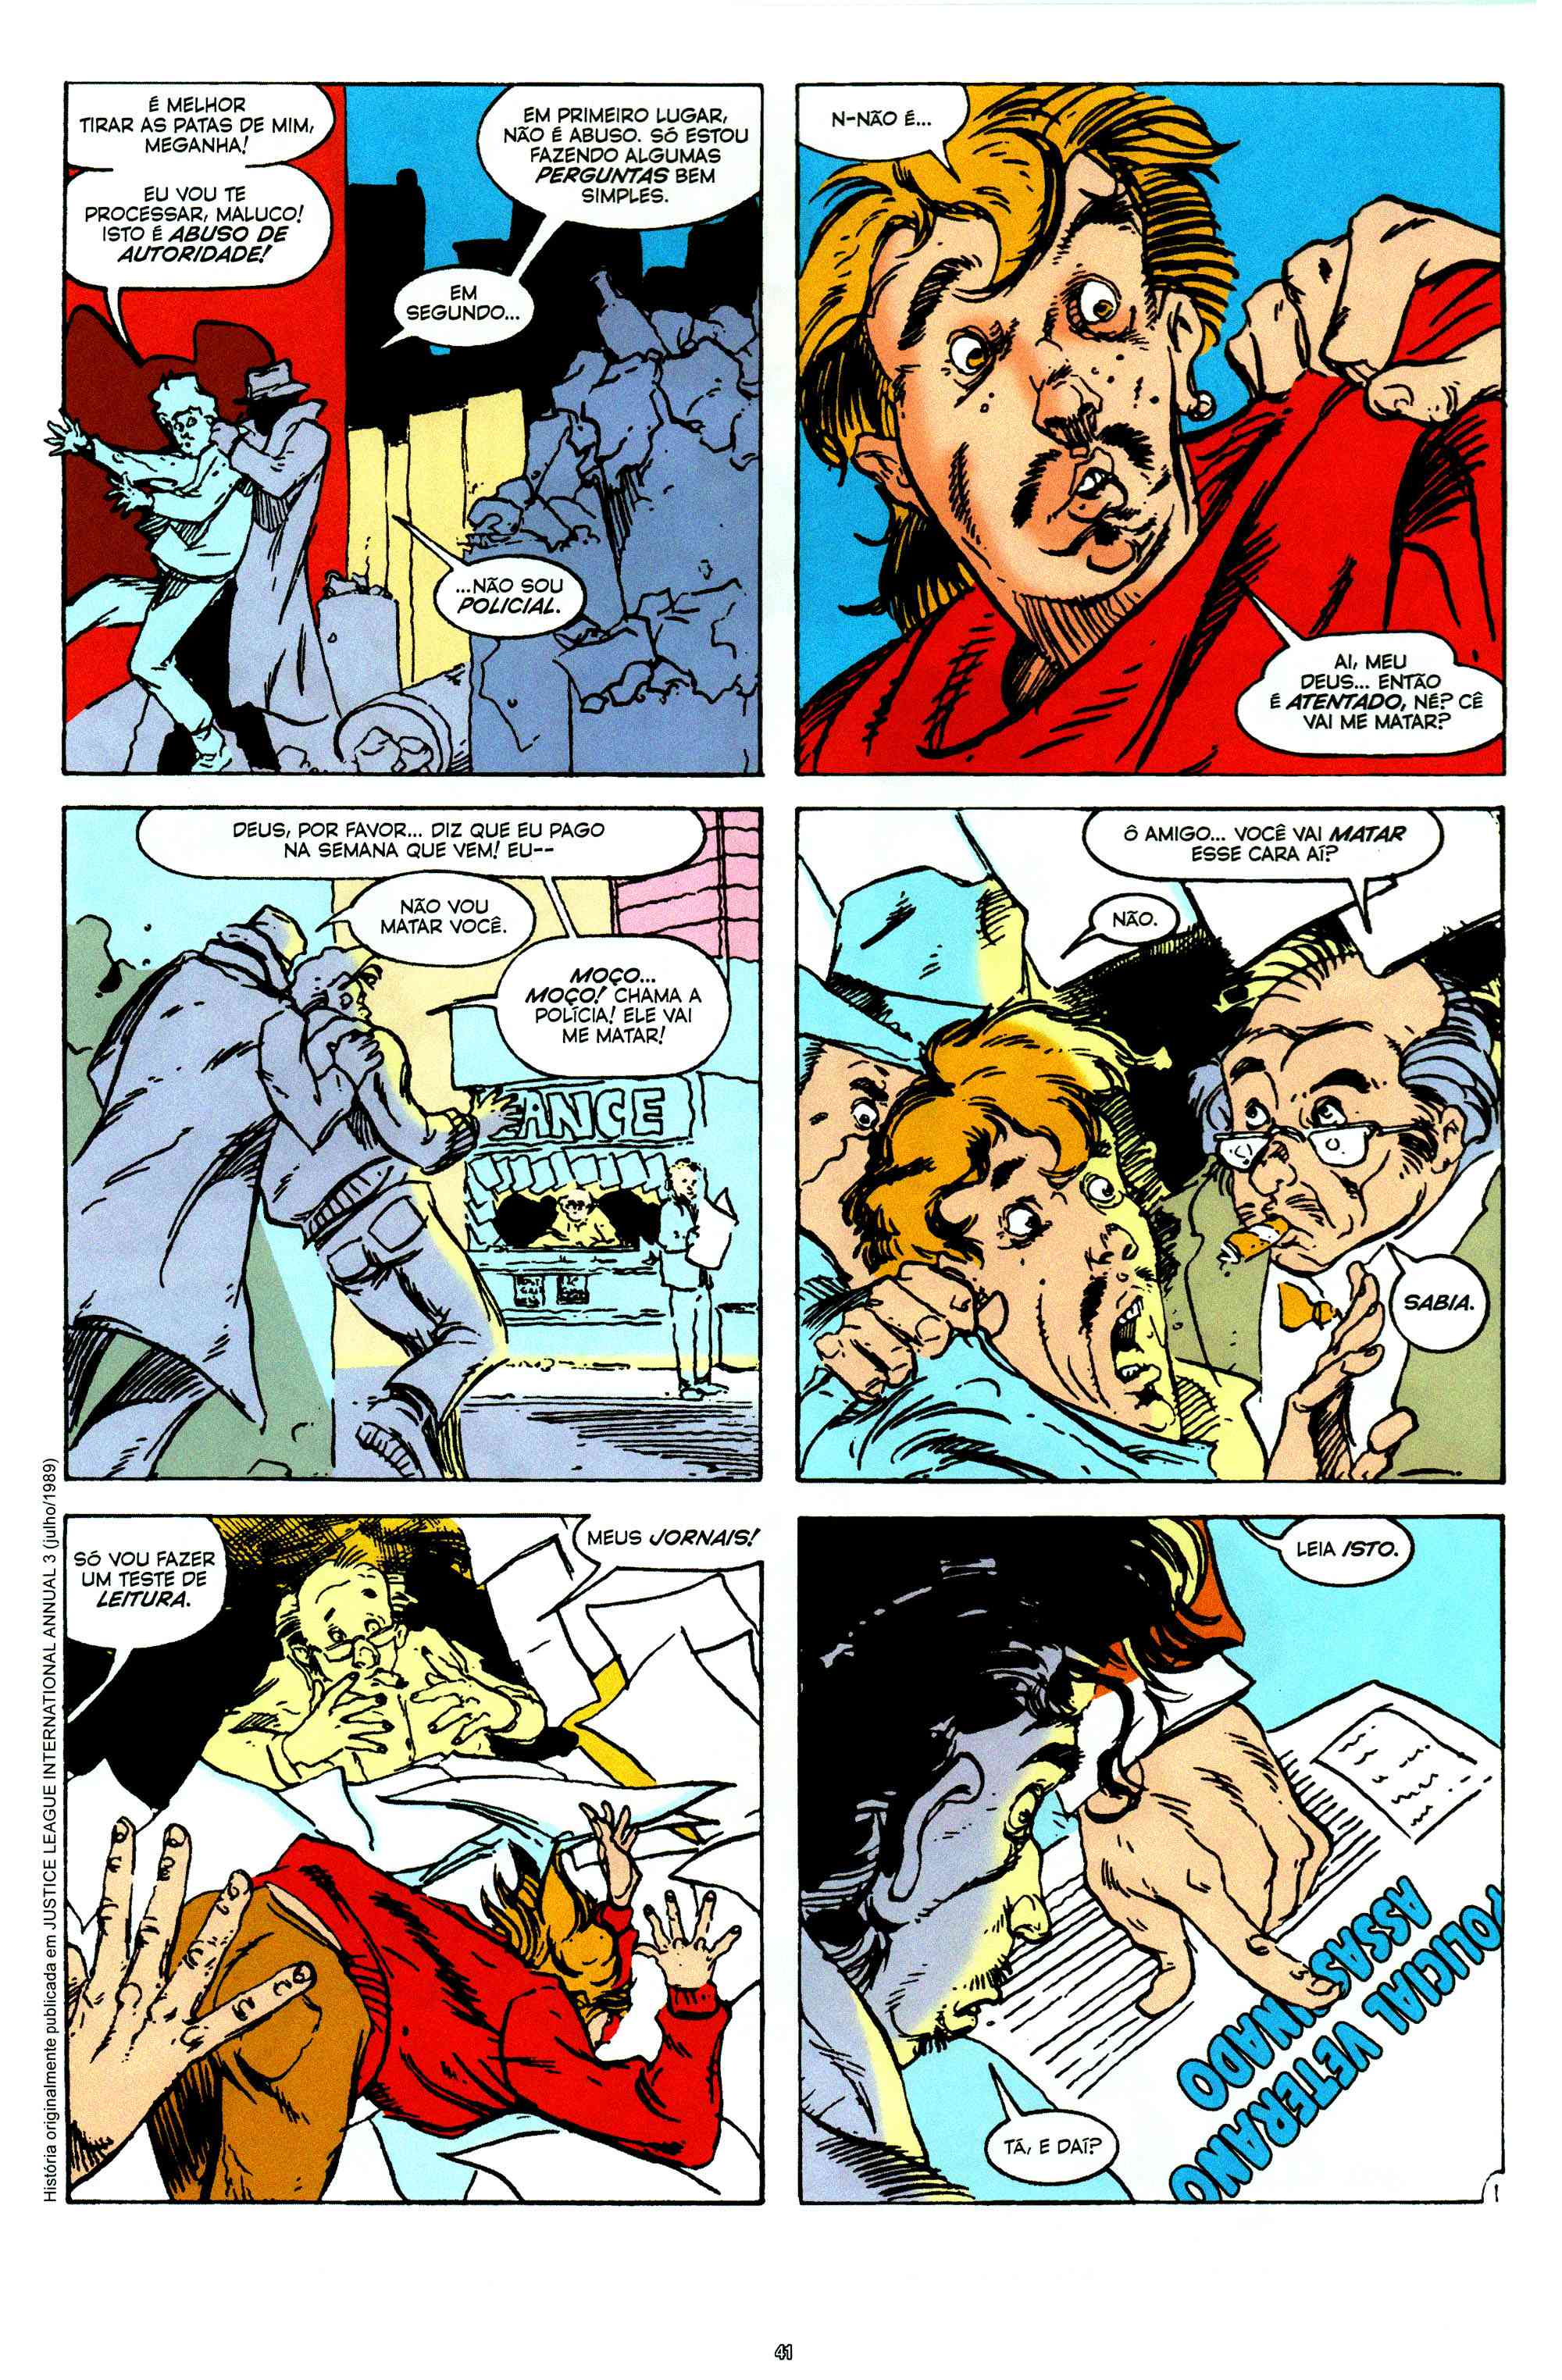 É MELHOR
TIRAR AS PATAS DE MIM,
MEGANHA!
EU VOU TE
PROCESSAR, MALUCO!
ISTO É ABUSO DE
AUTORIDADE!
EM PRIMEIRO LUGAR,
NÃO É ABUSO. SÓ ESTOU
FAZENDO ALGUMAS
PERGUNTAS BEM
SIMPLES.
EM
SEGUNDO...
...NÃO SOU
POLICIAL.
N-NÃO É...
AI, MEU
DEUS... ENTÃO
É ATENTADO, NÉ? CÊ
VAI ME MATAR?
DEUS, POR FAVOR... DIZ QUE EU PAGO
NA SEMANA QUE VEM! EU--
NÃO VOU
MATAR VOCÊ.
MOÇO...
MOÇO! CHAMA A
POLÍCIA! ELE VAI
ME MATAR!
ANCE
Ô AMIGO... VOCÊ VAI MATAR
ESSE CARA AÍ?
NÃO.
SABIA.
SÓ VOU FAZER
UM TESTE DE
LEITURA.
MEUS JORNAIS!
LEIA ISTO.
POLICIAL VETERANO
ASSASSINADO
TÁ, E DAÍ?
1
História originalmente publicada em JUSTICE LEAGUE INTERNATIONAL ANNUAL 3 (julho/1989)
41